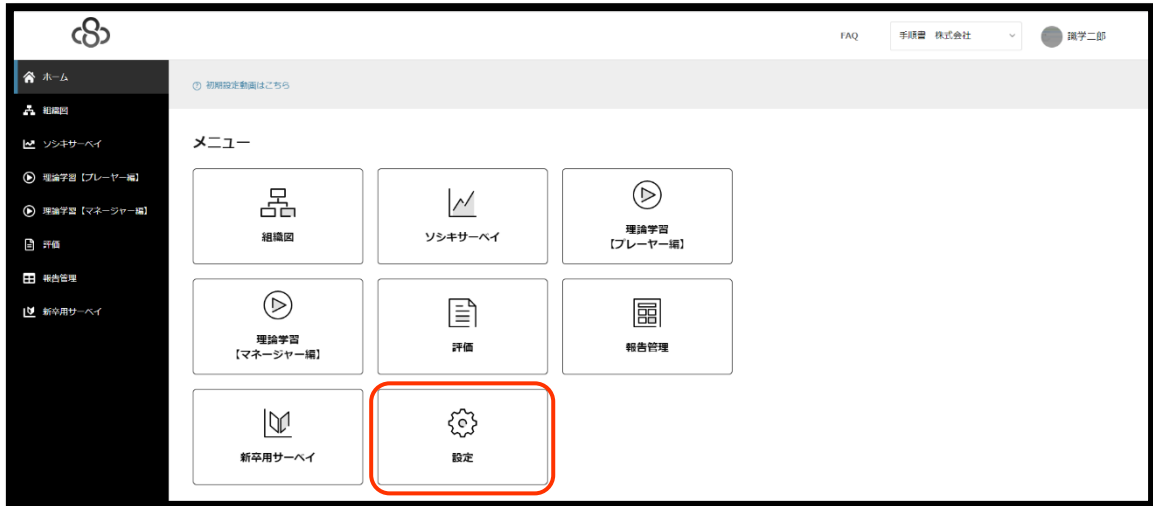 FAQ
手順書 株式会社
識学二郎
ホーム
組織図
ソシキサーベイ
理論学習【プレーヤー編】
理論学習【マネージャー編】
評価
報告管理
新卒用サーベイ
初期設定動画はこちら
メニュー
組織図
ソシキサーベイ
理論学習
【プレーヤー編】
理論学習
【マネージャー編】
評価
報告管理
新卒用サーベイ
設定